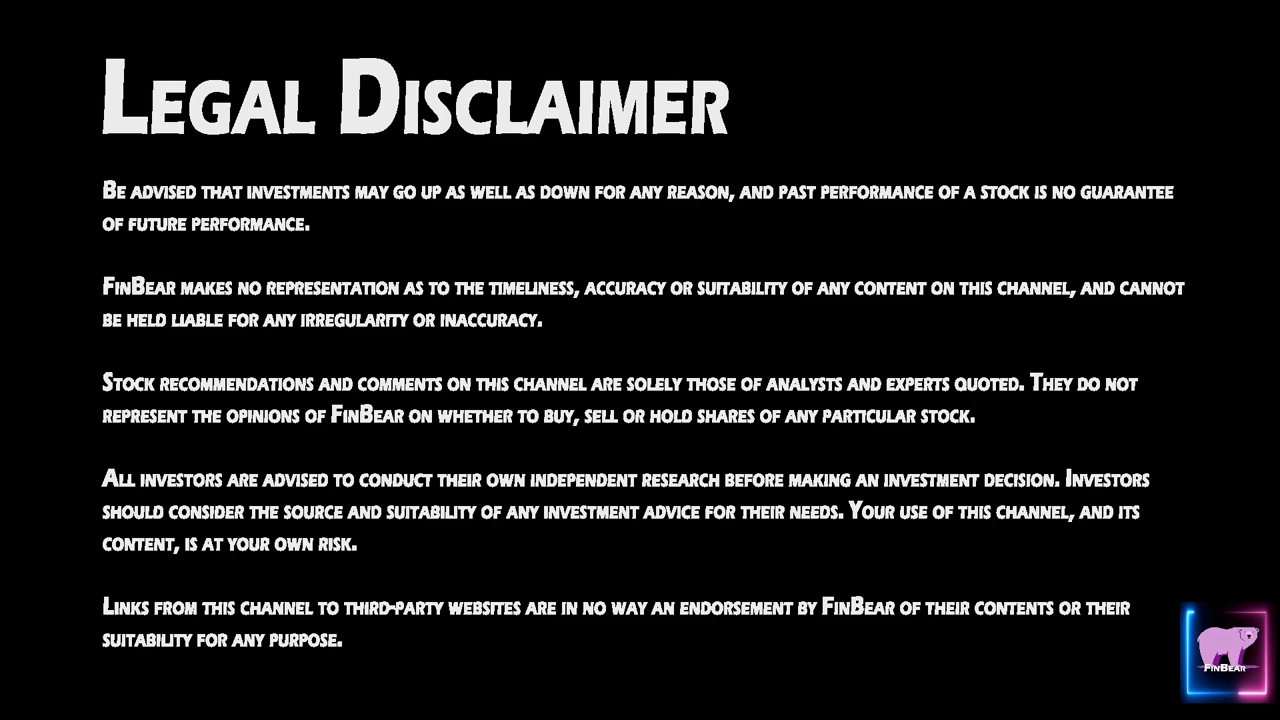 Legal Disclaimer
Be advised that investments may go up as well as down for any reason, and past performance of a stock is no guarantee
of future performance.
FinBear makes no representation as to the timeliness, accuracy or suitability of any content on this channel, and cannot
be held liable for any irregularity or inaccuracy.
Stock recommendations and comments on this channel are solely those of analysts and experts quoted. They do not
represent the opinions of FinBear on whether to buy, sell or hold shares of any particular stock.
All investors are advised to conduct their own independent research before making an investment decision. Investors
should consider the source and suitability of any investment advice for their needs. Your use of this channel, and its
content, is at your own risk.
Links from this channel to third-party websites are in no way an endorsement by FinBear of their contents or their
suitability for any purpose.
FinBear